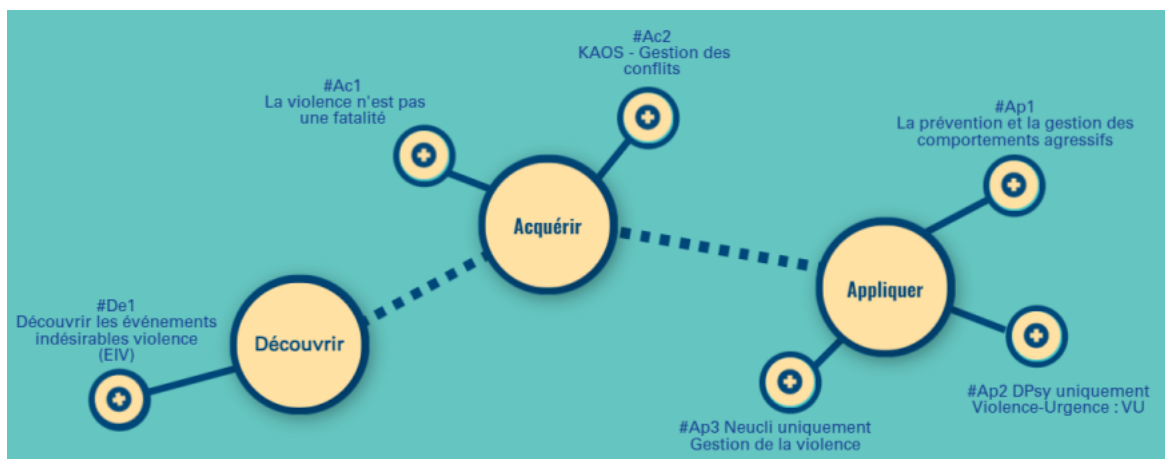 #De1
Découvrir les événements
indésirables violence
(EIV)
Découvrir
#Ac1
La violence n'est pas
une fatalité
#Ac2
KAOS - Gestion des
conflits
Acquérir
#Ap1
La prévention et la gestion des
comportements agressifs
Appliquer
#Ap2 DPsy uniquement
Violence-Urgence : VU
#Ap3 Neucli uniquement
Gestion de la violence